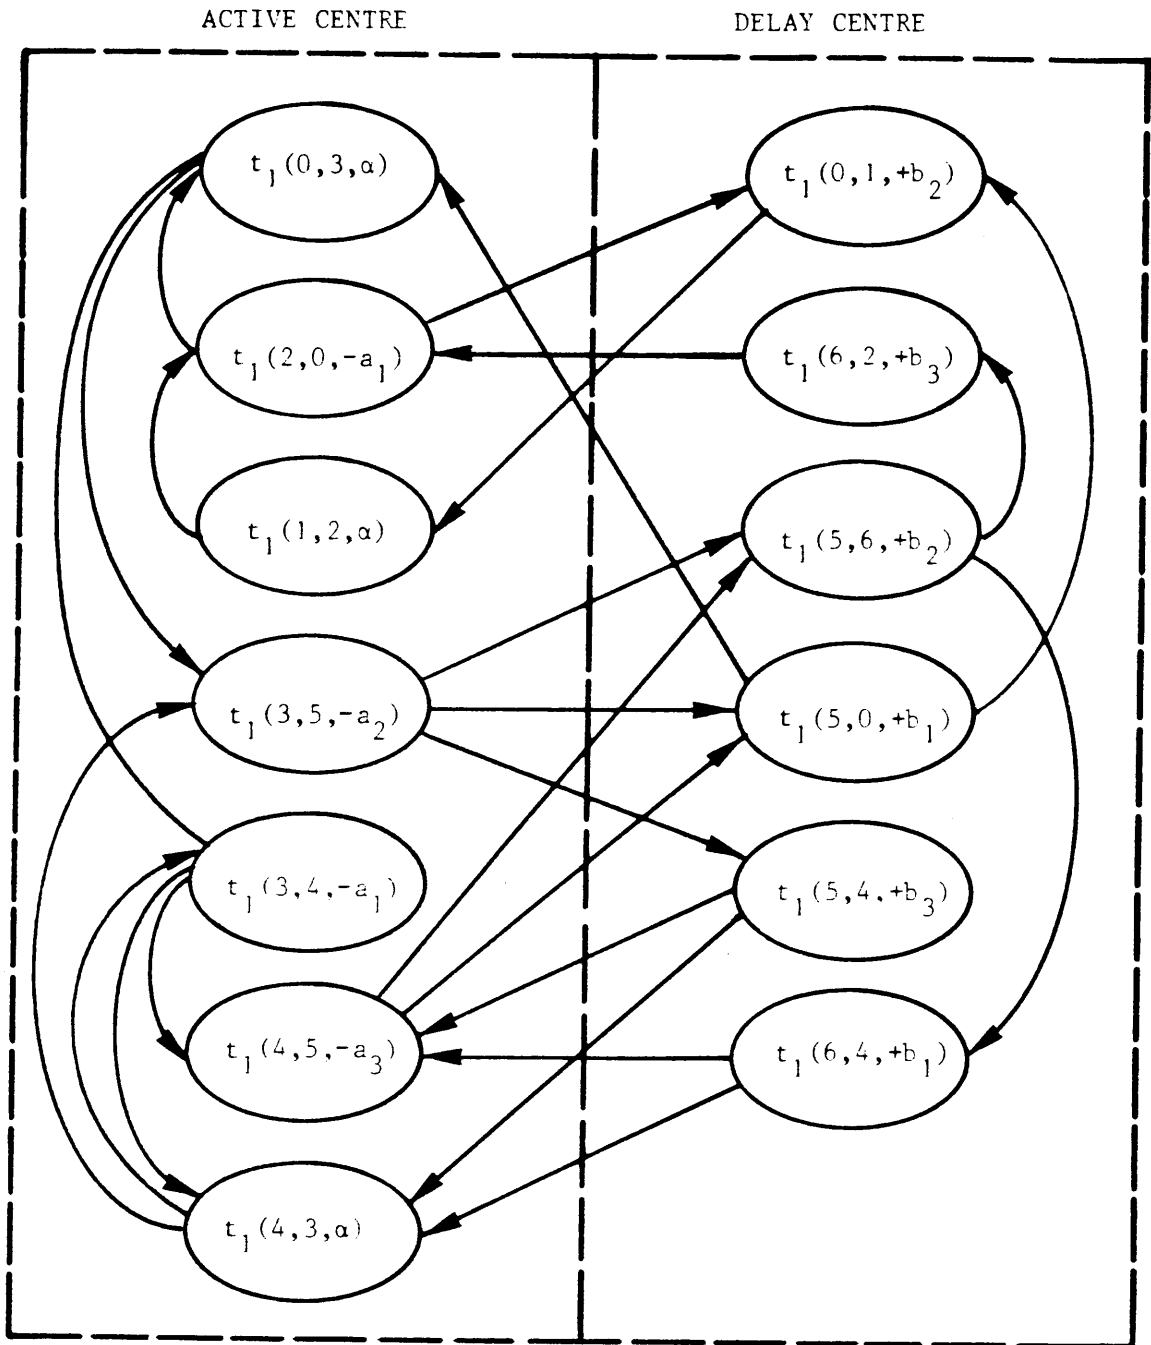 ACTIVE CENTRE
DELAY CENTRE
t₁(0,3,α)
t₁(2,0,-a₁)
t₁(1,2,α)
t₁(3,5,-a₂)
t₁(3,4,-a₁)
t₁(4,5,-a₃)
t₁(4,3,α)
t₁(0,1,+b₂)
t₁(6,2,+b₃)
t₁(5,6,+b₂)
t₁(5,0,+b₁)
t₁(5,4,+b₃)
t₁(6,4,+b₁)